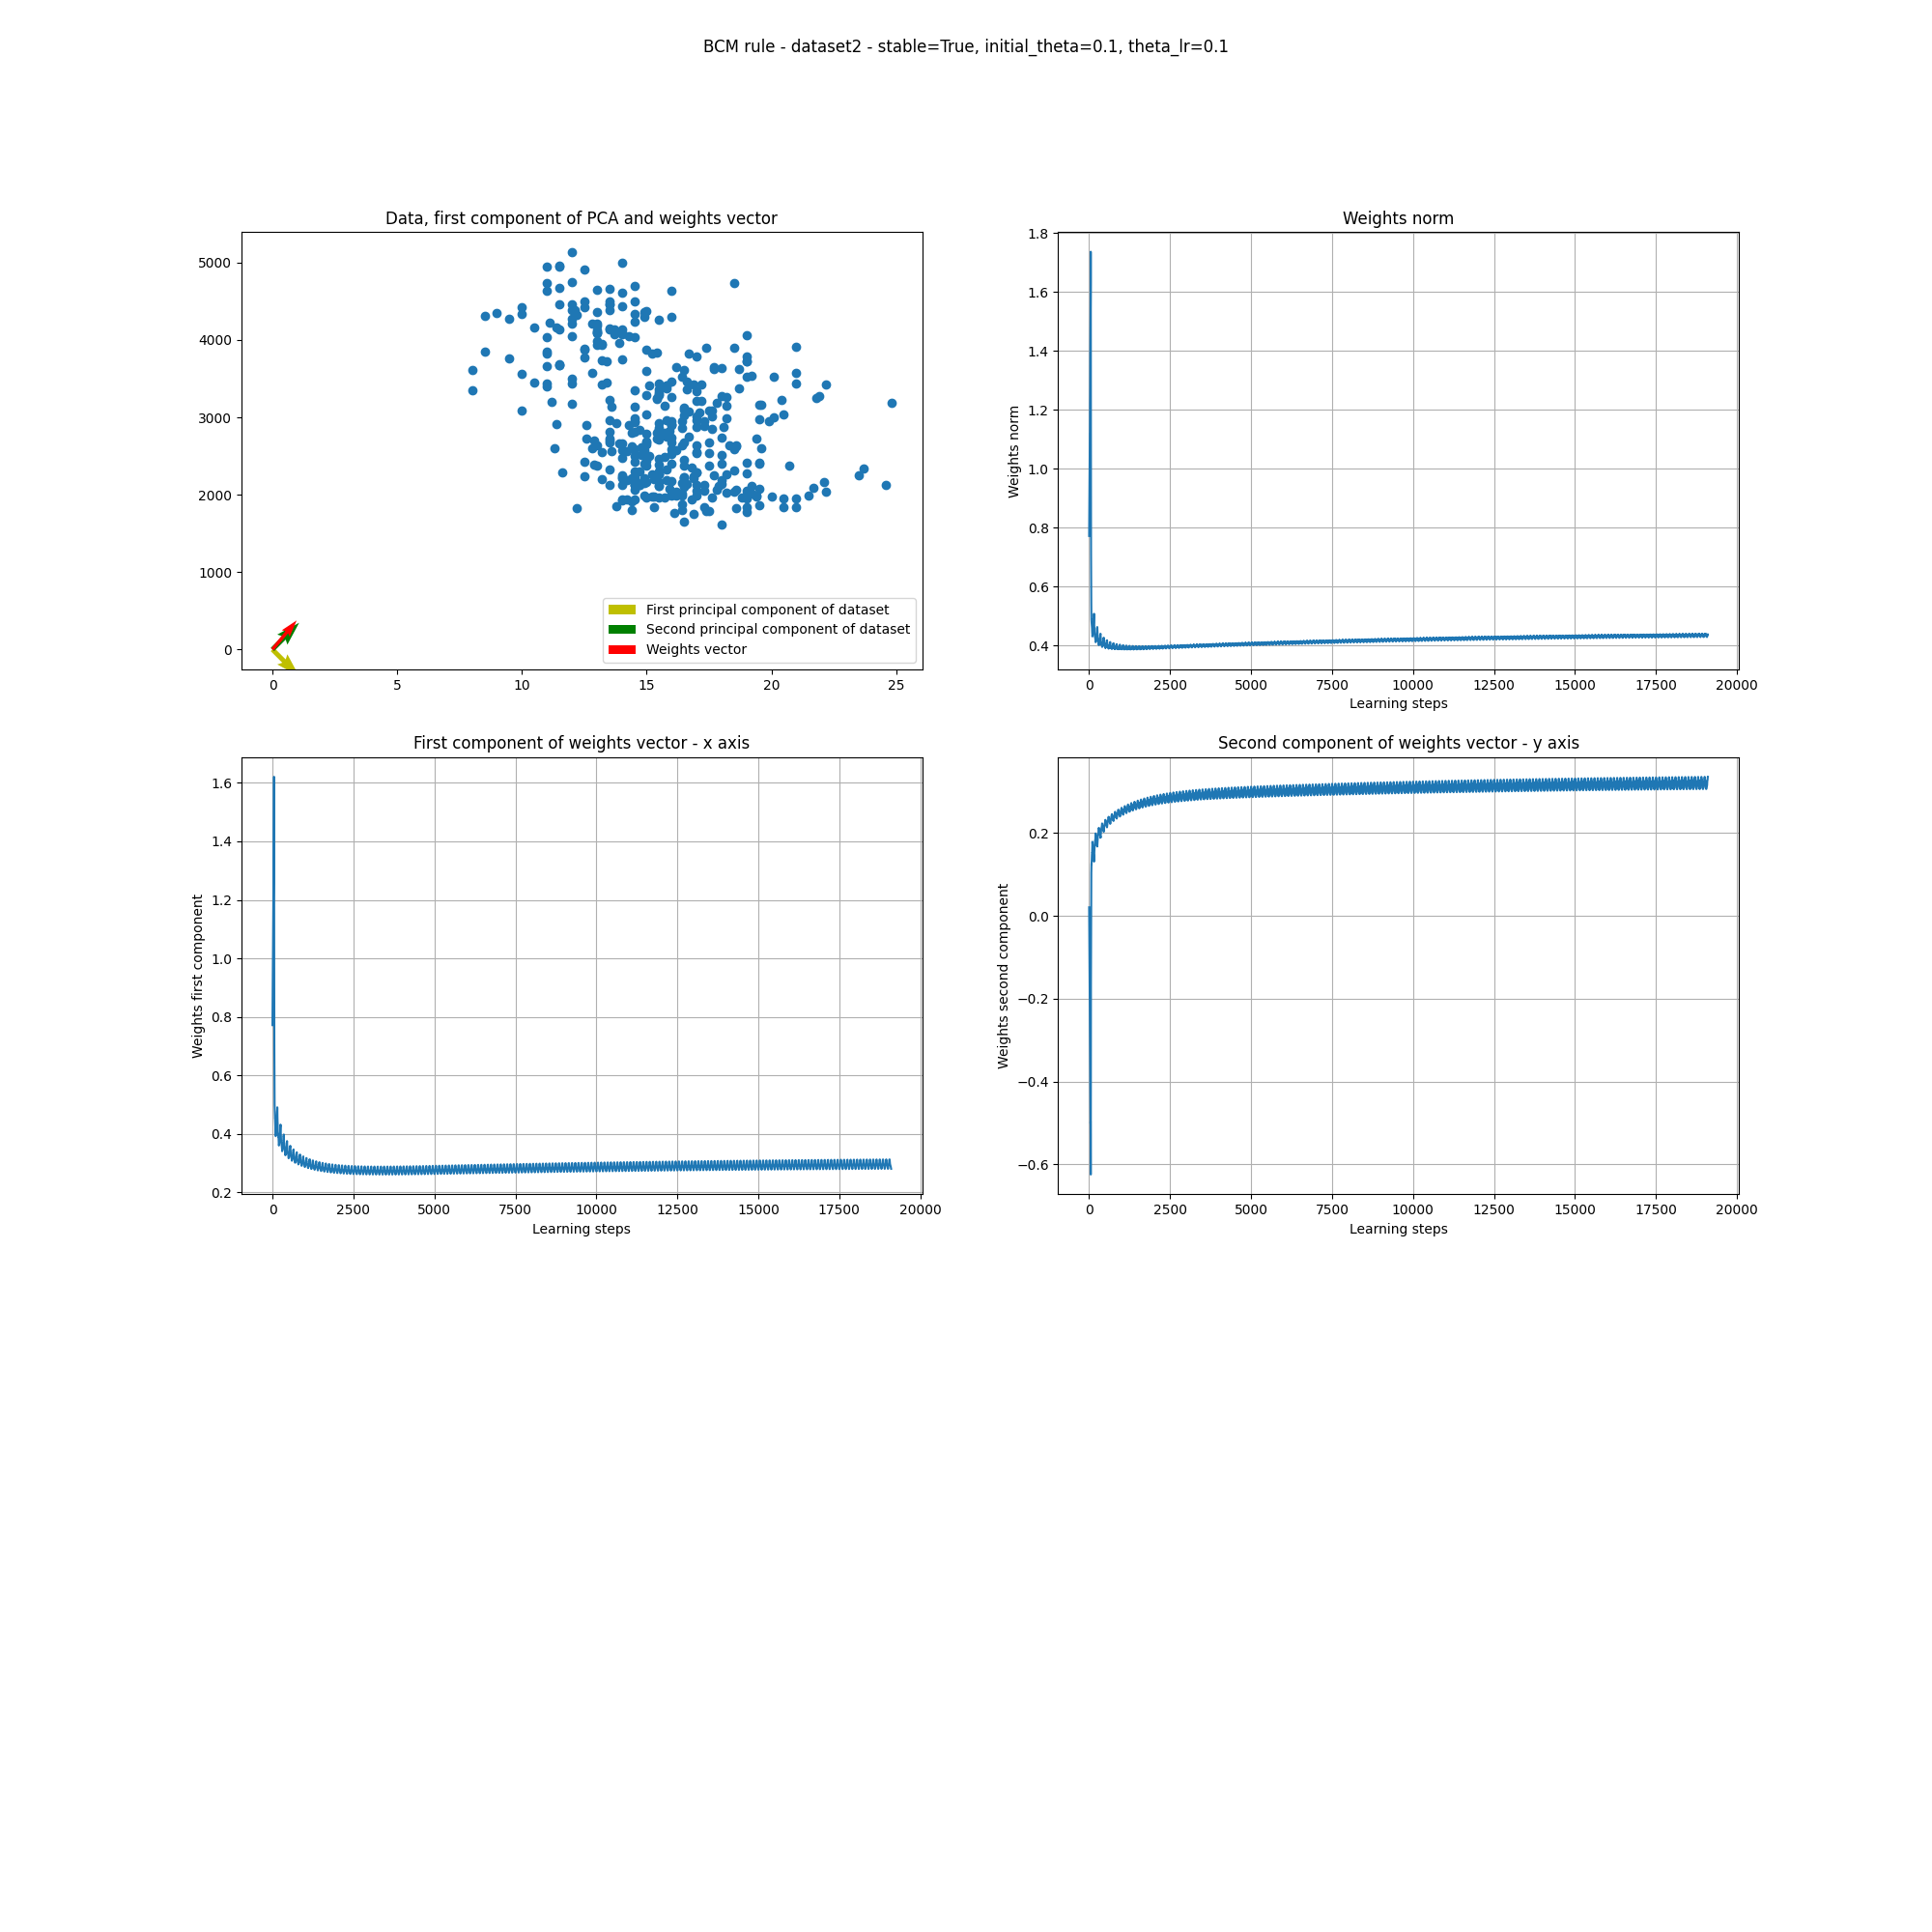 BCM rule - dataset2 - stable=True, initial_theta=0.1, theta_lr=0.1
Data, first component of PCA and weights vector
5000
4000
3000
2000
1000
0
0 5 10 15 20 25
First principal component of dataset
Second principal component of dataset
Weights vector
Weights norm
Weights norm
1.8
1.6
1.4
1.2
1.0
0.8
0.6
0.4
0 2500 5000 7500 10000 12500 15000 17500 20000
Learning steps
First component of weights vector - x axis
Weights first component
1.6
1.4
1.2
1.0
0.8
0.6
0.4
0.2
0 2500 5000 7500 10000 12500 15000 17500 20000
Learning steps
Second component of weights vector - y axis
Weights second component
0.2
0.0
−0.2
−0.4
−0.6
0 2500 5000 7500 10000 12500 15000 17500 20000
Learning steps